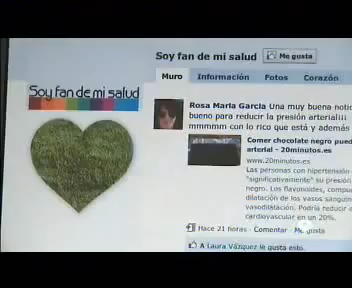 Soy fan de mi salud Me gusta
Muro Información Fotos Corazón
Soy fan de mi salud
Rosa Maria Garcia Una muy buena noti
bueno para reducir la presión arterial¡¡¡
mmmmm con lo rico que está y además
Comer chocolate negro pued
arterial - 20minutos.es
www.20minutos.es
Las personas con hipertensión
"significativamente" su presión
negro. Los flavonoides, compu
dilatación de los vasos sanguín
vasodilatación. Podría reducir a
cardiovascular en un 20%.
Hace 21 horas · Comentar · Me gusta
A Laura Vázquez le gusta esto.